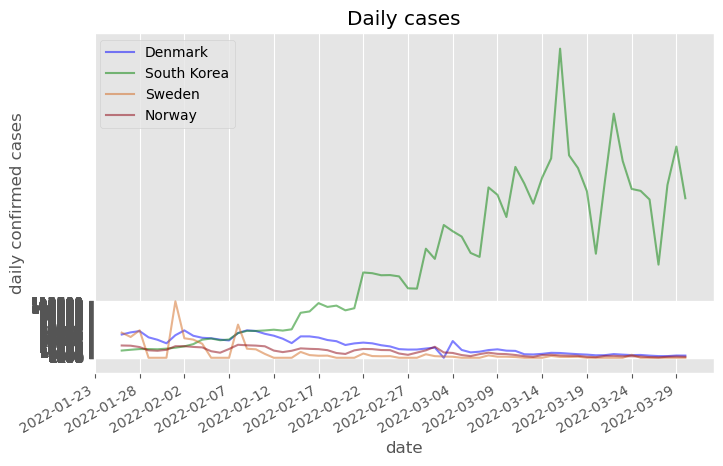 Daily cases
Denmark
South Korea
Sweden
Norway
daily confirmed cases
2022-01-23
2022-01-28
2022-02-02
2022-02-07
2022-02-12
2022-02-17
2022-02-22
2022-02-27
2022-03-04
2022-03-09
2022-03-14
2022-03-19
2022-03-24
2022-03-29
date